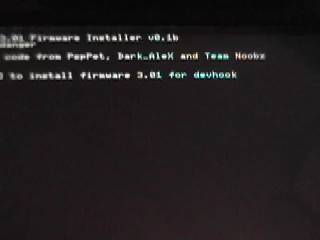 3.01 Firmware Installer v0.1b
danger
code from PspPet, Dark_AleX and Team Noobz
to install firmware 3.01 for devhook